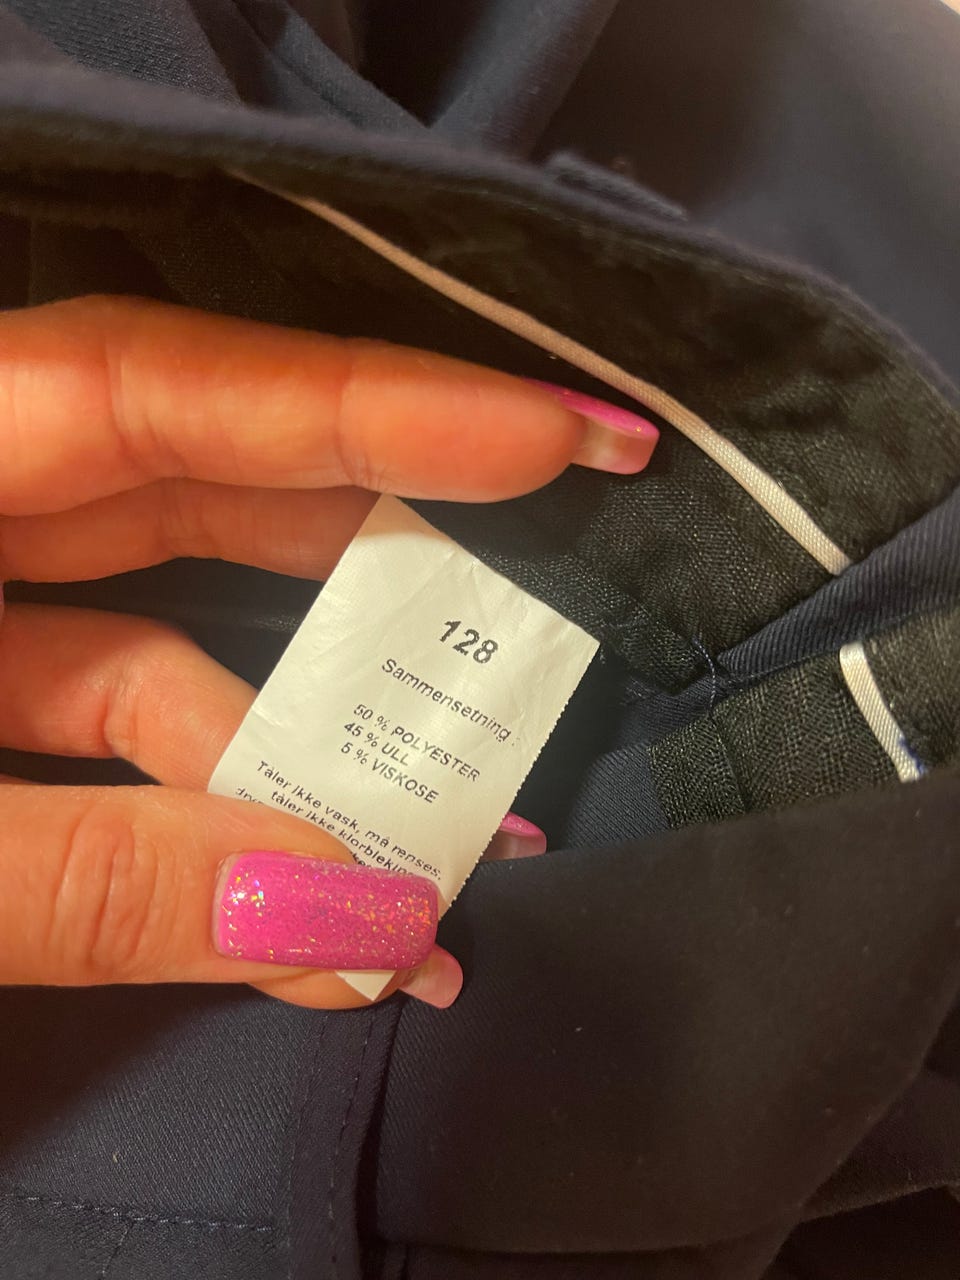 128
Sammensetning :
50 % POLYESTER
45 % ULL
5 % VISKOSE
Tåler ikke vask, må renses,
tåler ikke klorbleking